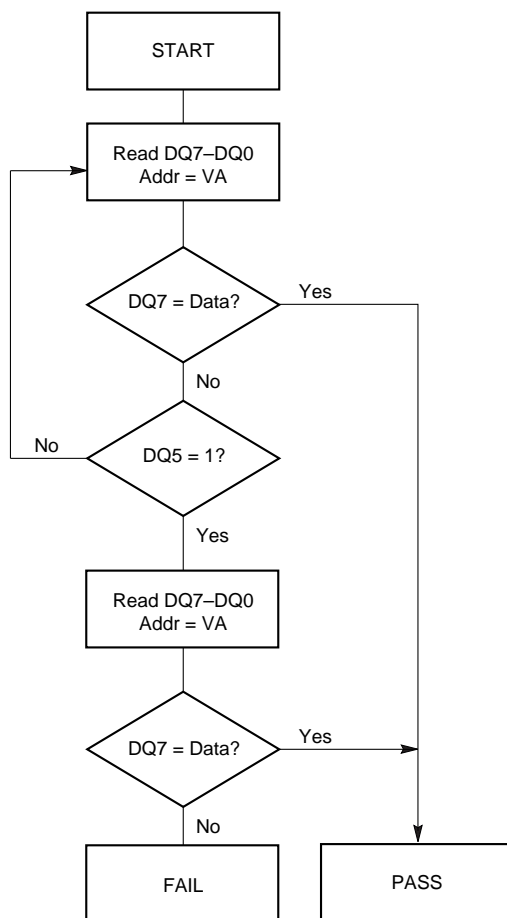 START
Read DQ7–DQ0
Addr = VA
DQ7 = Data?
Yes
No
No
DQ5 = 1?
Yes
Read DQ7–DQ0
Addr = VA
DQ7 = Data?
Yes
No
FAIL
PASS